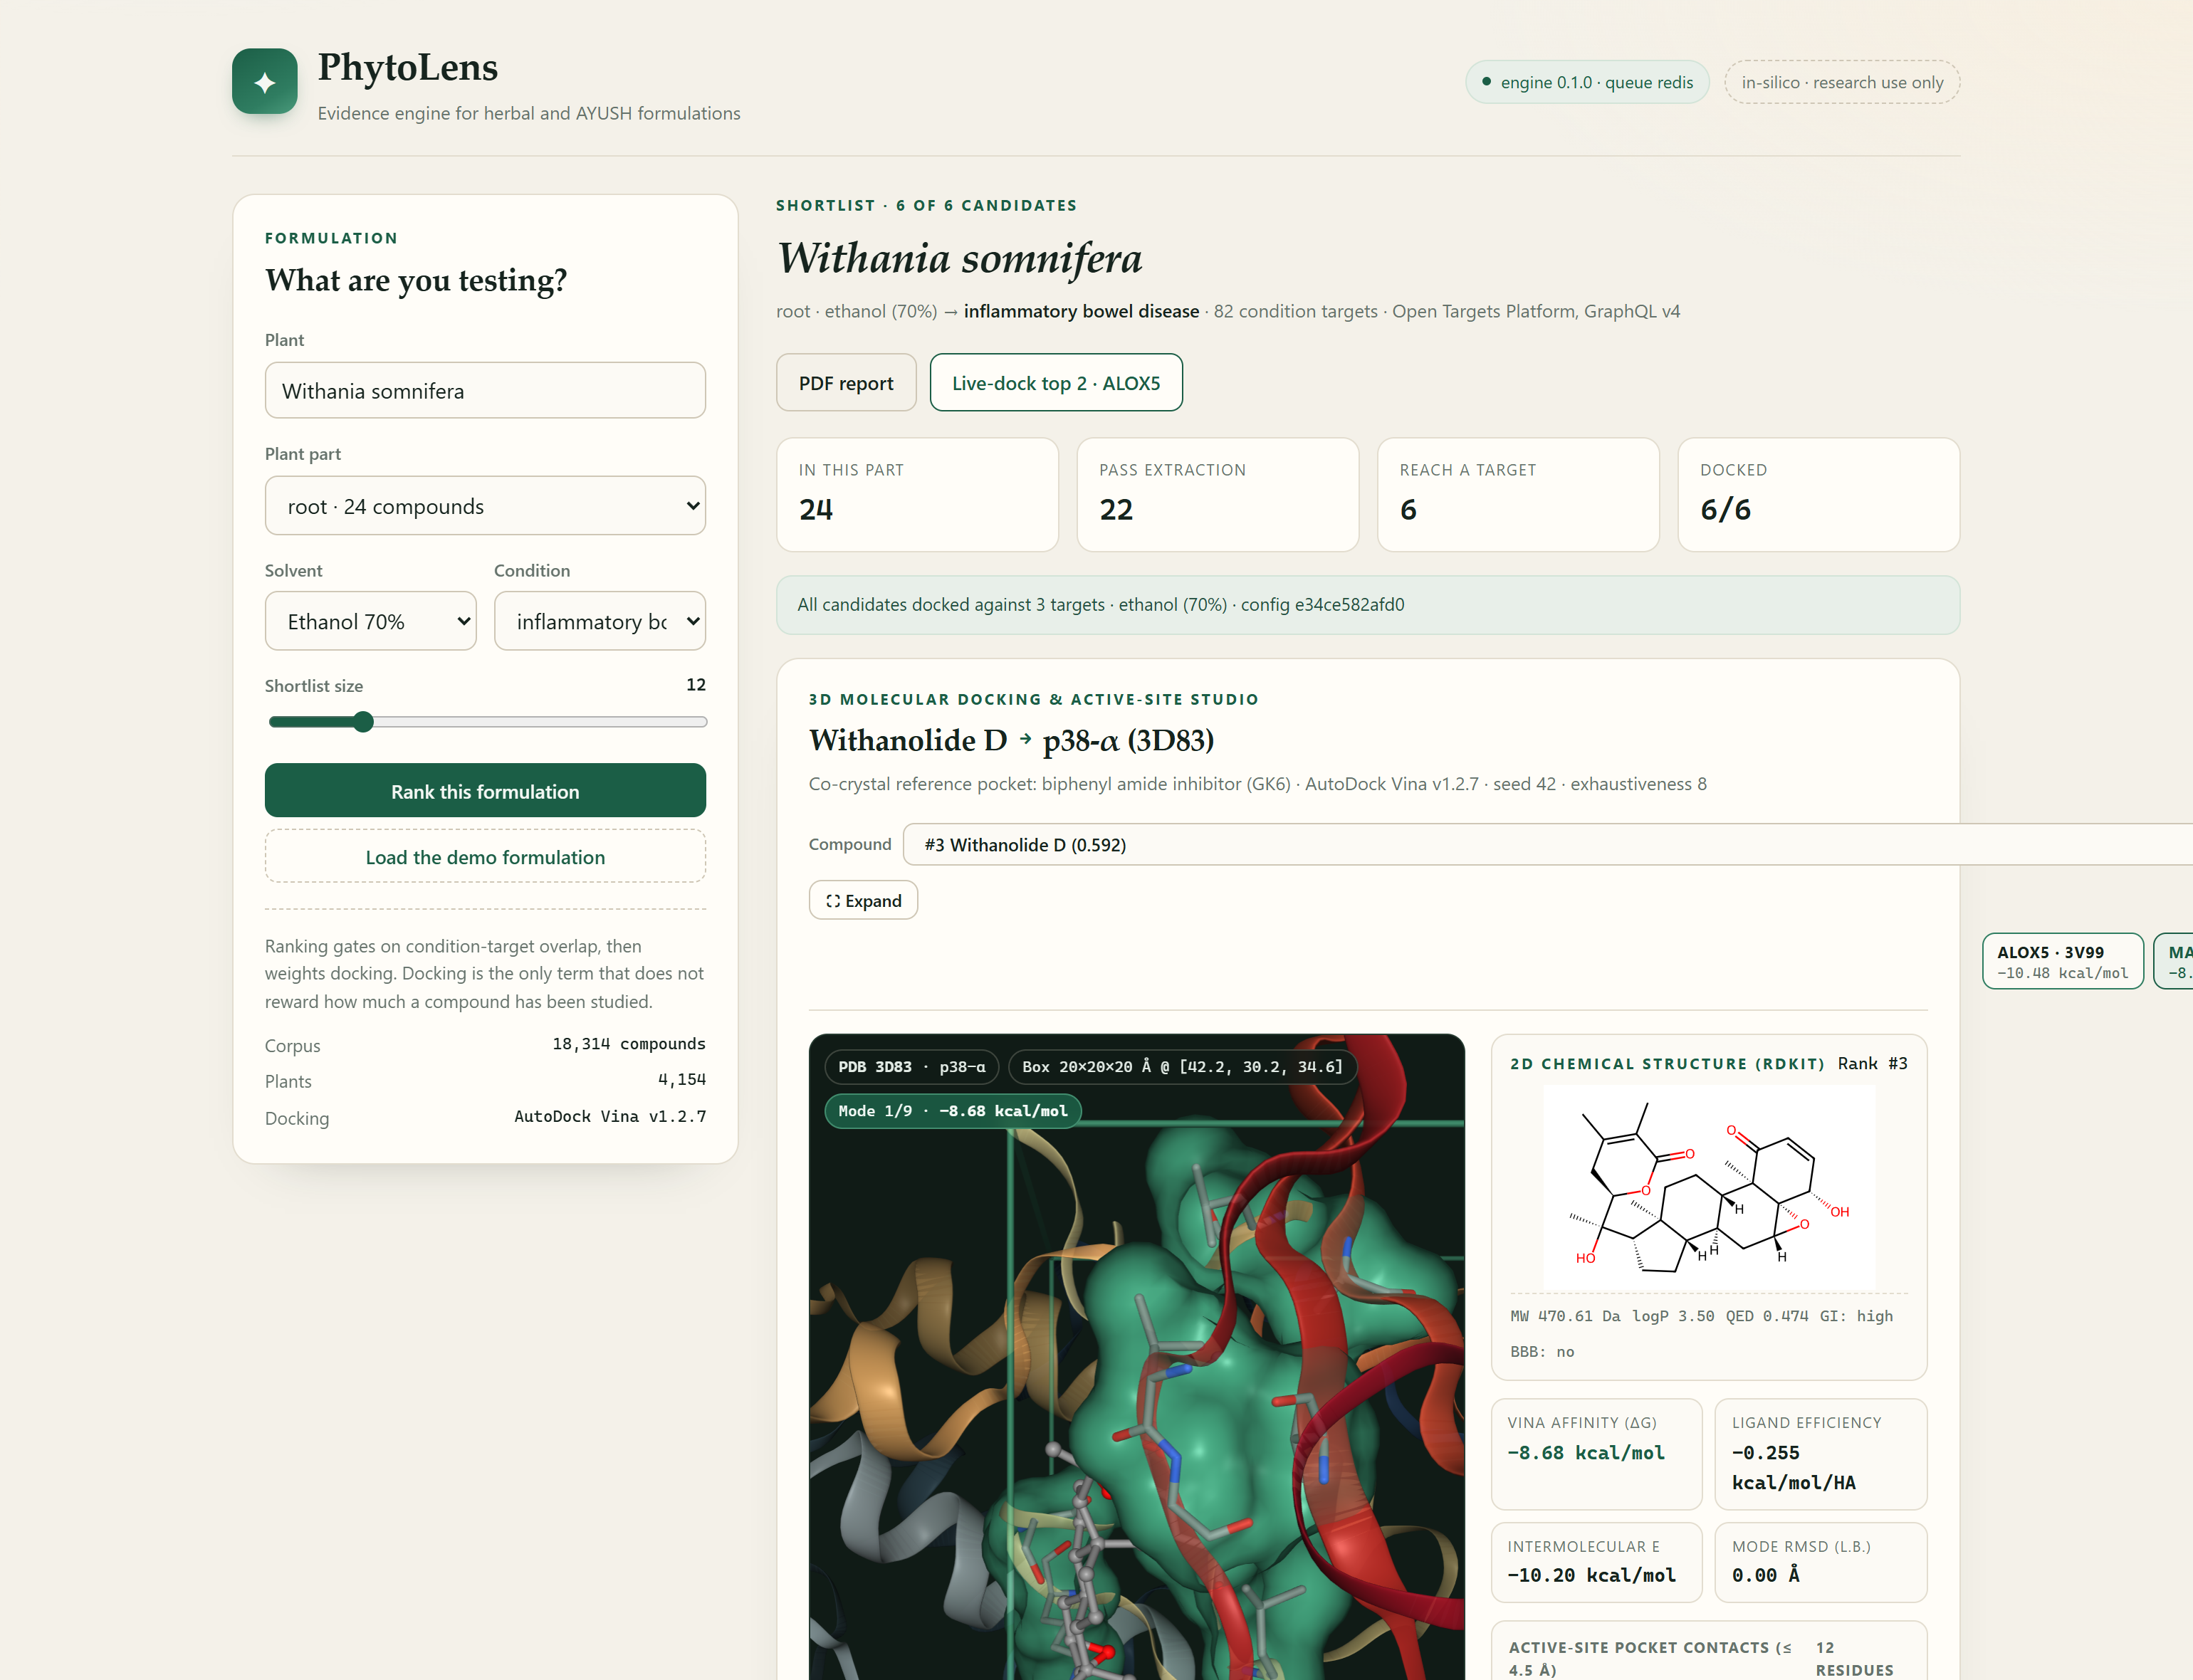 PhytoLens
Evidence engine for herbal and AYUSH formulations
engine 0.1.0 · queue redis
in-silico · research use only
FORMULATION
What are you testing?
Plant
Withania somnifera
Plant part
root · 24 compounds
Solvent
Condition
Ethanol 70%
inflammatory bo
Shortlist size
12
Rank this formulation
Load the demo formulation
Ranking gates on condition-target overlap, then
weights docking. Docking is the only term that does not
reward how much a compound has been studied.
Corpus
18,314 compounds
Plants
4,154
Docking
AutoDock Vina v1.2.7
SHORTLIST · 6 OF 6 CANDIDATES
Withania somnifera
root · ethanol (70%) → inflammatory bowel disease · 82 condition targets · Open Targets Platform, GraphQL v4
PDF report
Live-dock top 2 · ALOX5
IN THIS PART
24
PASS EXTRACTION
22
REACH A TARGET
6
DOCKED
6/6
All candidates docked against 3 targets · ethanol (70%) · config e34ce582afd0
3D MOLECULAR DOCKING & ACTIVE-SITE STUDIO
Withanolide D → p38-α (3D83)
Co-crystal reference pocket: biphenyl amide inhibitor (GK6) · AutoDock Vina v1.2.7 · seed 42 · exhaustiveness 8
Compound
#3 Withanolide D (0.592)
Expand
ALOX5 · 3V99
−10.48 kcal/mol
MA
−8.
PDB 3D83 · p38−α
Box 20×20×20 Å @ [42.2, 30.2, 34.6]
Mode 1/9 · −8.68 kcal/mol
2D CHEMICAL STRUCTURE (RDKIT)
Rank #3
O
O
O
O
OH
HO
H
H
H
H
MW 470.61 Da logP 3.50 QED 0.474 GI: high
BBB: no
VINA AFFINITY (ΔG)
−8.68 kcal/mol
LIGAND EFFICIENCY
−0.255
kcal/mol/HA
INTERMOLECULAR E
−10.20 kcal/mol
MODE RMSD (L.B.)
0.00 Å
ACTIVE-SITE POCKET CONTACTS (≤
4.5 Å)
12
RESIDUES